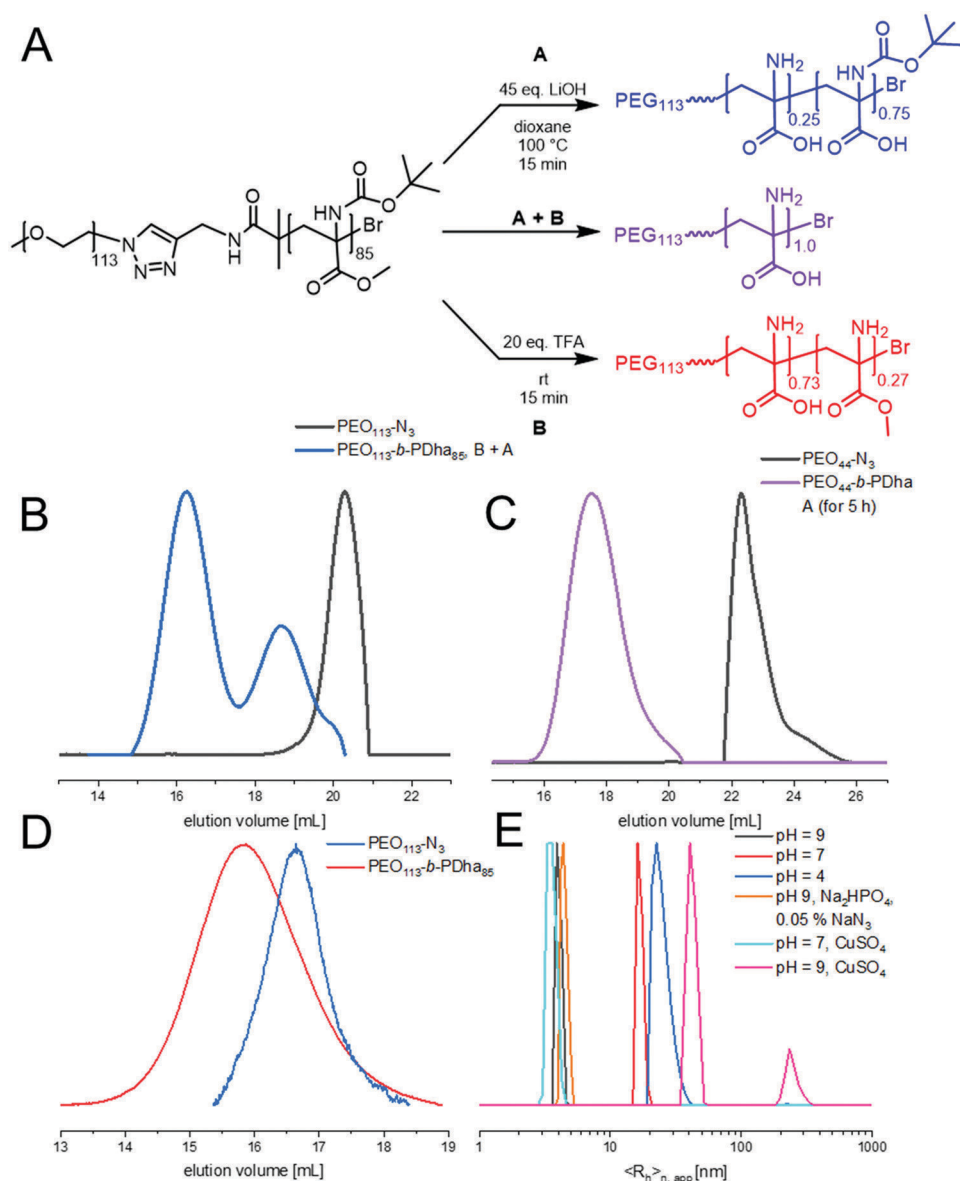 A
A
45 eq. LiOH
dioxane
100 °C
15 min
PEG113
NH2
0.25
O
OH
HN
O
O
Br
0.75
O
OH
O
113
N
N=N
N
H
O
HN
O
O
Br
85
O
O
A + B
PEG113
NH2
Br
1.0
O
OH
20 eq. TFA
rt
15 min
B
PEG113
NH2
0.73
O
OH
NH2
Br
0.27
O
O
B
PEO113-N3
PEO113-b-PDha85, B + A
14 16 18 20 22
elution volume [mL]
C
PEO44-N3
PEO44-b-PDha
A (for 5 h)
16 18 20 22 24 26
elution volume [mL]
D
PEO113-N3
PEO113-b-PDha85
13 14 15 16 17 18 19
elution volume [mL]
E
pH = 9
pH = 7
pH = 4
pH 9, Na2HPO4,
0.05 % NaN3
pH = 7, CuSO4
pH = 9, CuSO4
1 10 100 1000
<Rh>n, app [nm]